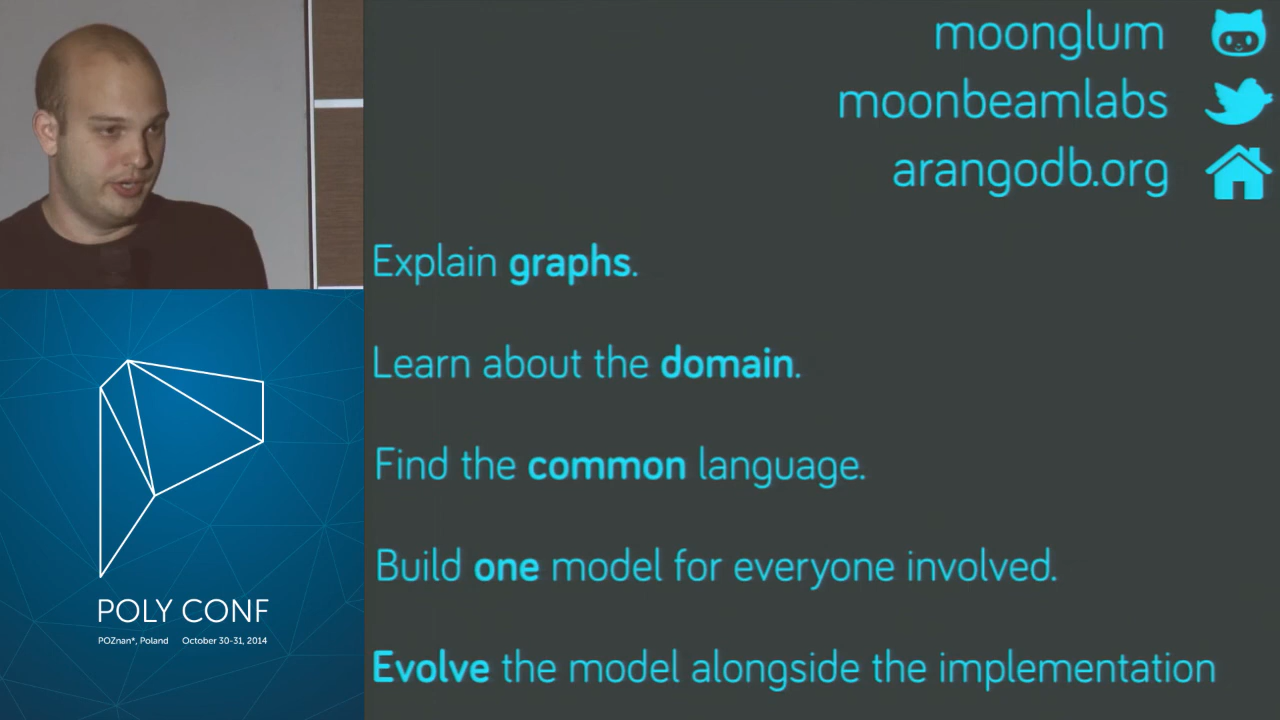 moonglum
moonbeamlabs
arangodb.org
Explain graphs.
Learn about the domain.
Find the common language.
Build one model for everyone involved.
Evolve the model alongside the implementation
POLY CONF
POZnan*, Poland October 30-31, 2014